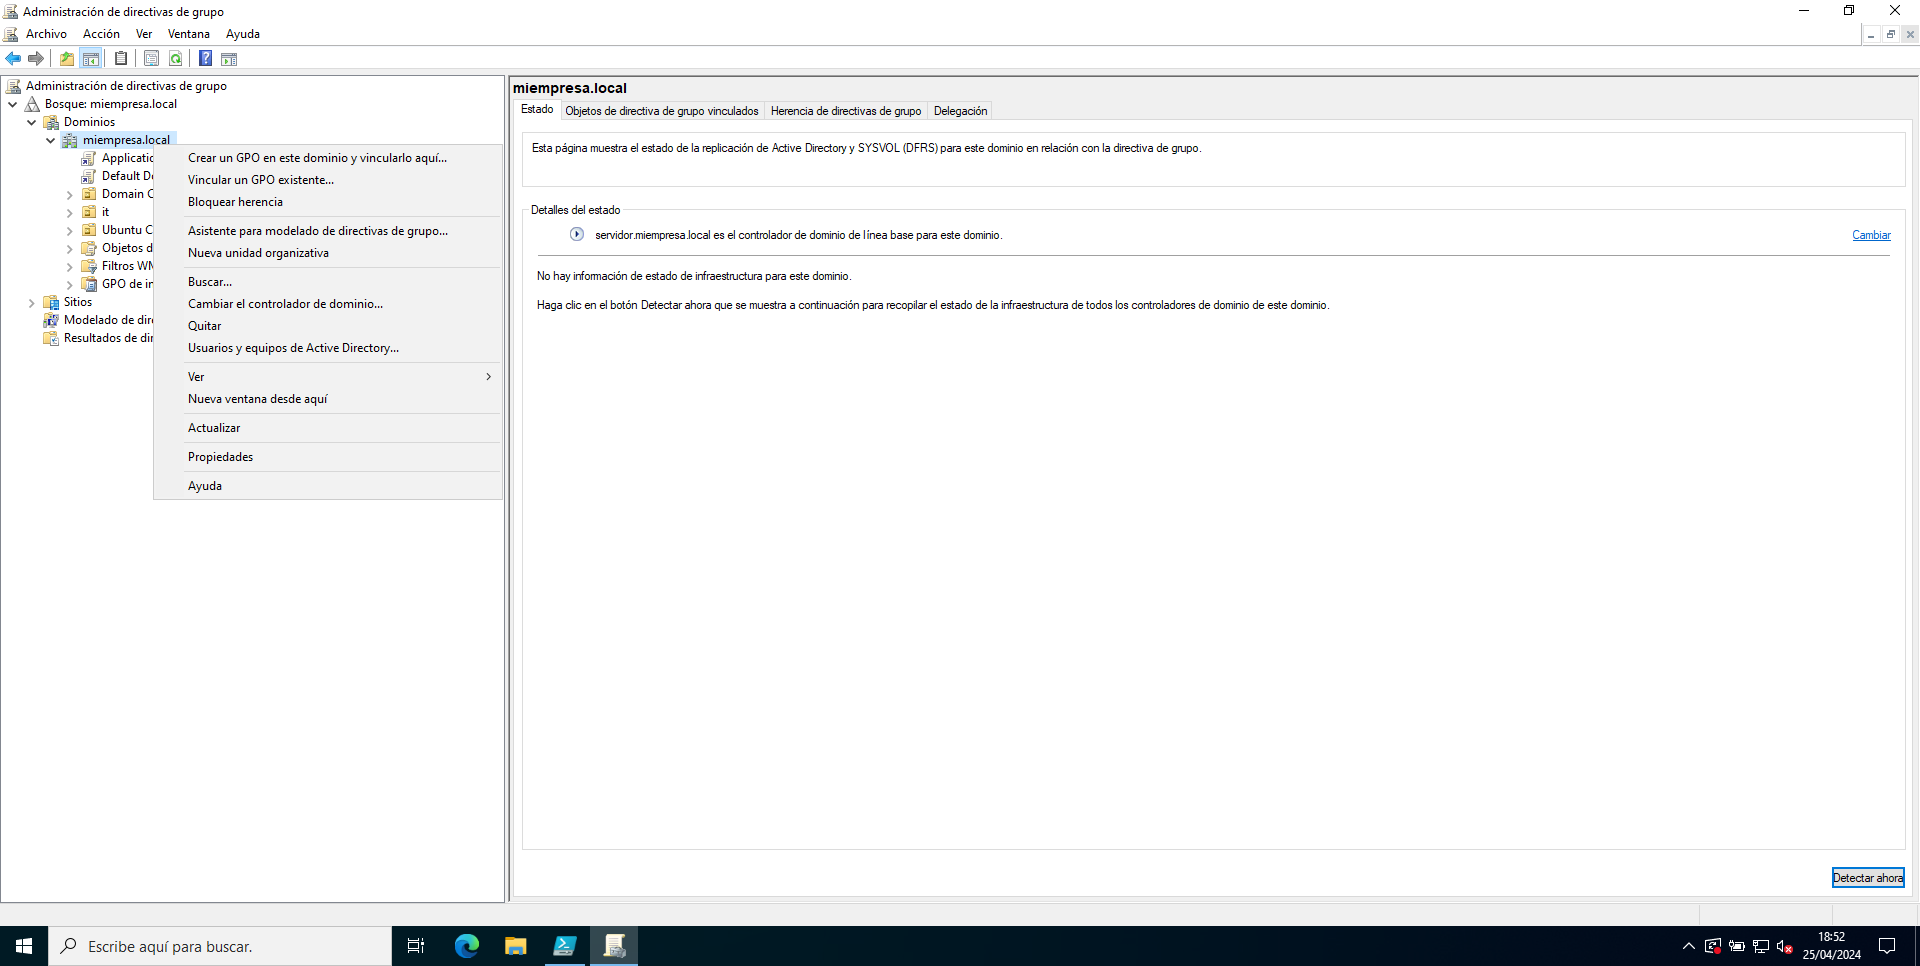 Administración de directivas de grupo
Archivo Acción Ver Ventana Ayuda
Administración de directivas de grupo
Bosque: miempresa.local
Dominios
miempresa.local
Applicatic
Default Do
Domain C
it
Ubuntu C
Objetos d
Filtros WM
GPO de in
Sitios
Modelado de dire
Resultados de dir
Crear un GPO en este dominio y vincularlo aquí...
Vincular un GPO existente...
Bloquear herencia
Asistente para modelado de directivas de grupo...
Nueva unidad organizativa
Buscar...
Cambiar el controlador de dominio...
Quitar
Usuarios y equipos de Active Directory...
Ver
Nueva ventana desde aquí
Actualizar
Propiedades
Ayuda
miempresa.local
Estado Objetos de directiva de grupo vinculados Herencia de directivas de grupo Delegación
Esta página muestra el estado de la replicación de Active Directory y SYSVOL (DFRS) para este dominio en relación con la directiva de grupo.
Detalles del estado
servidor.miempresa.local es el controlador de dominio de línea base para este dominio.
Cambiar
No hay información de estado de infraestructura para este dominio.
Haga clic en el botón Detectar ahora que se muestra a continuación para recopilar el estado de la infraestructura de todos los controladores de dominio de este dominio.
Detectar ahora
Escribe aquí para buscar.
18:52
25/04/2024